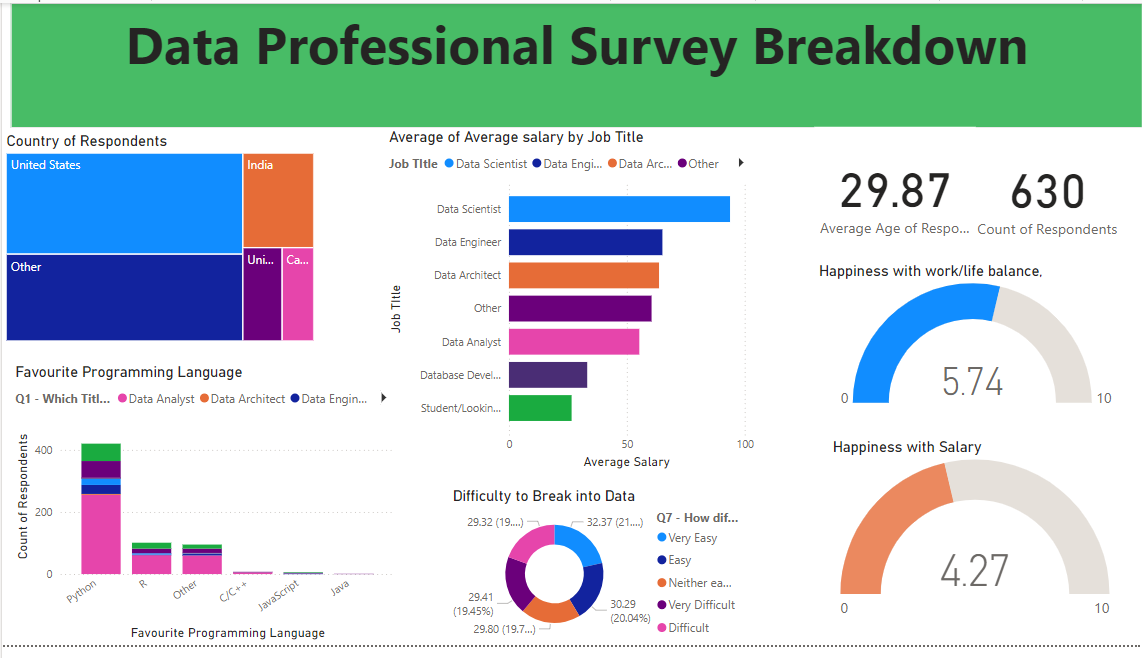 Data Professional Survey Breakdown
Country of Respondents
United States
India
Other
Uni...
Ca...
Average of Average salary by Job Title
Job Title Data Scientist Data Engi... Data Arc... Other
Job Title
Data Scientist
Data Engineer
Data Architect
Other
Data Analyst
Database Devel...
Student/Lookin...
0 50 100
Average Salary
29.87
Average Age of Respo...
630
Count of Respondents
Happiness with work/life balance,
5.74
0 10
Happiness with Salary
4.27
0 10
Favourite Programming Language
Q1 - Which Titl... Data Analyst Data Architect Data Engin...
Count of Respondents
400
200
0
Python R Other C/C++ JavaScript Java
Favourite Programming Language
Difficulty to Break into Data
29.32 (19....)
32.37 (21....)
29.41
(19.45%)
30.29
(20.04%)
29.80 (19.7...)
Q7 - How dif...
Very Easy
Easy
Neither ea...
Very Difficult
Difficult